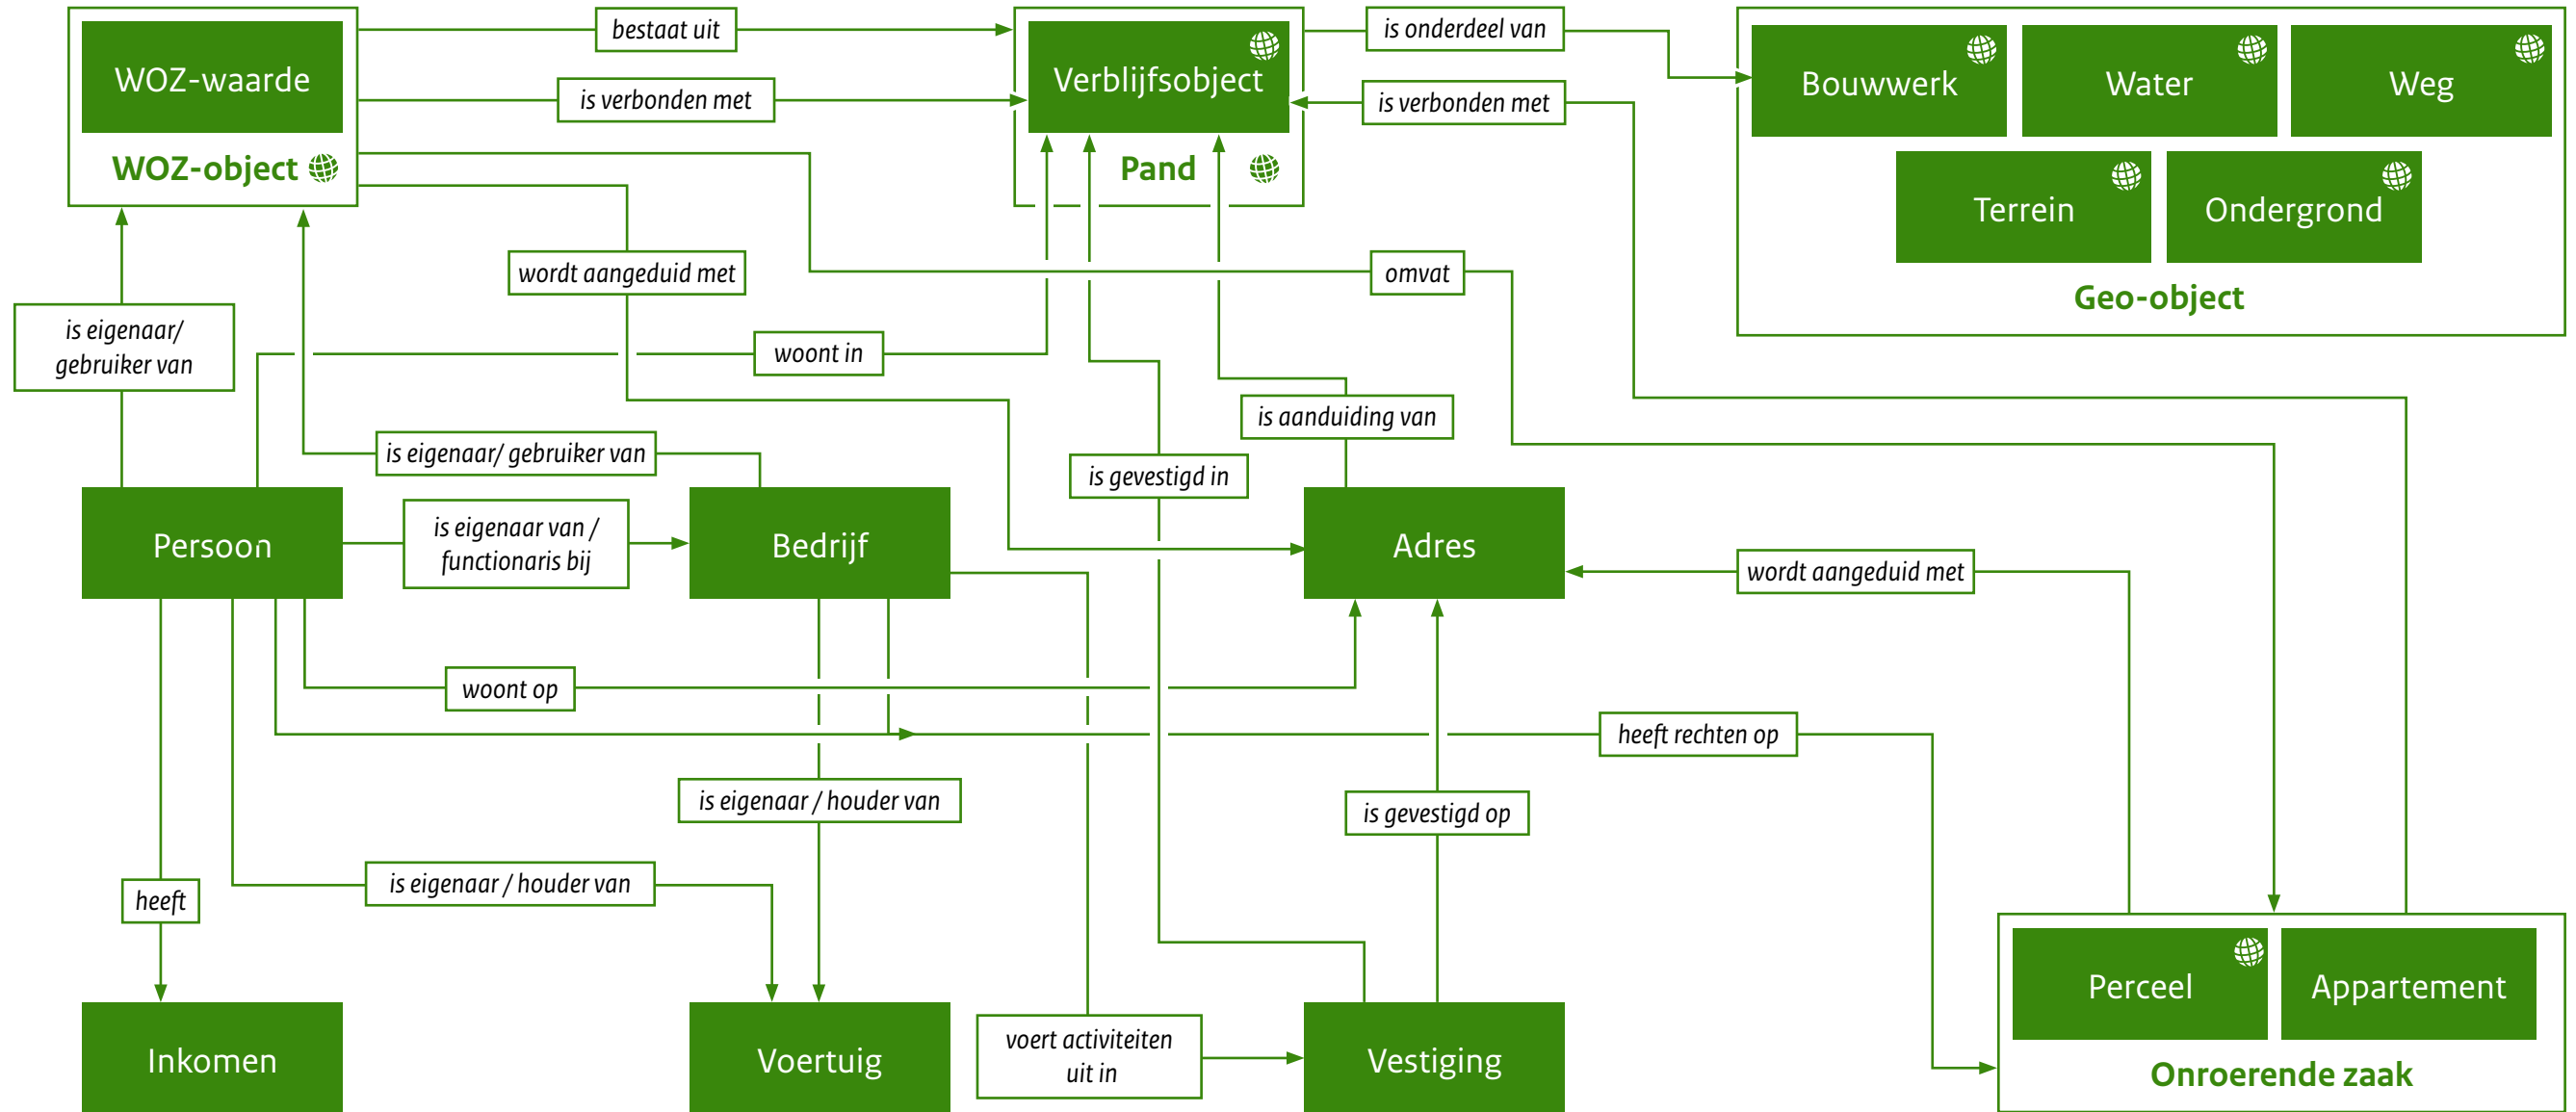 bestaat uit
is onderdeel van
WOZ-waarde
Verblijfsobject
Bouwwerk
Water
Weg
is verbonden met
is verbonden met
WOZ-object
Pand
Terrein
Ondergrond
wordt aangeduid met
omvat
Geo-object
is eigenaar/
gebruiker van
woont in
is aanduiding van
is eigenaar/ gebruiker van
is gevestigd in
Persoon
is eigenaar van /
functionaris bij
Bedrijf
Adres
wordt aangeduid met
woont op
heeft rechten op
is eigenaar / houder van
is gevestigd op
is eigenaar / houder van
heeft
Perceel
Appartement
Inkomen
Voertuig
voert activiteiten
uit in
Vestiging
Onroerende zaak